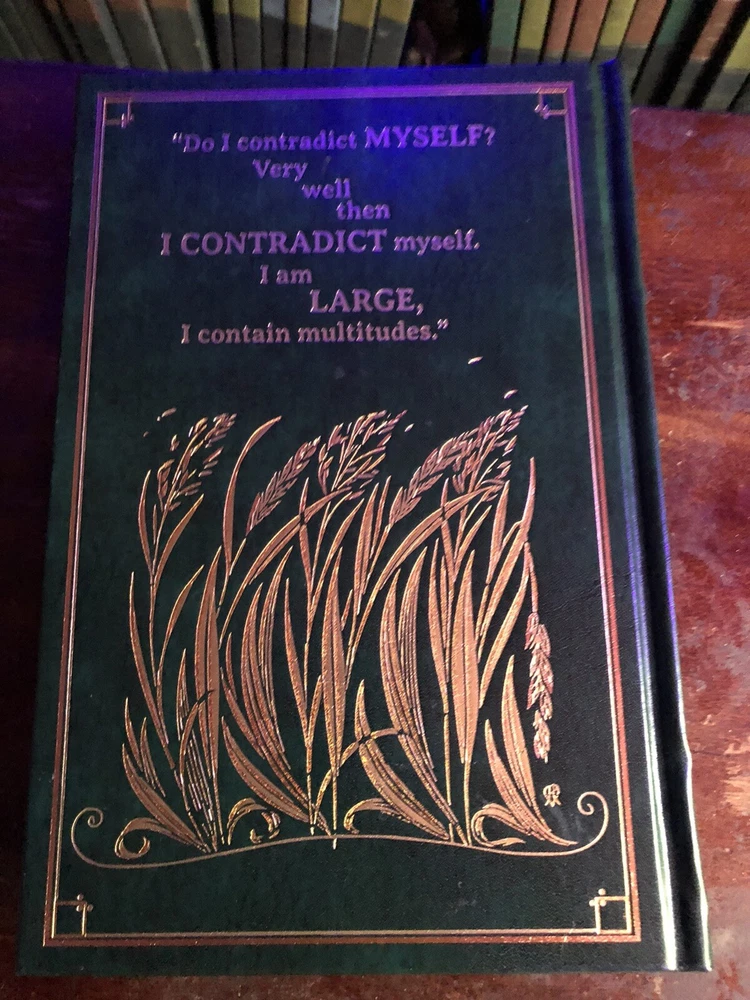 “Do I contradict MYSELF?
Very
well
then
I CONTRADICT myself.
I am
LARGE,
I contain multitudes.”